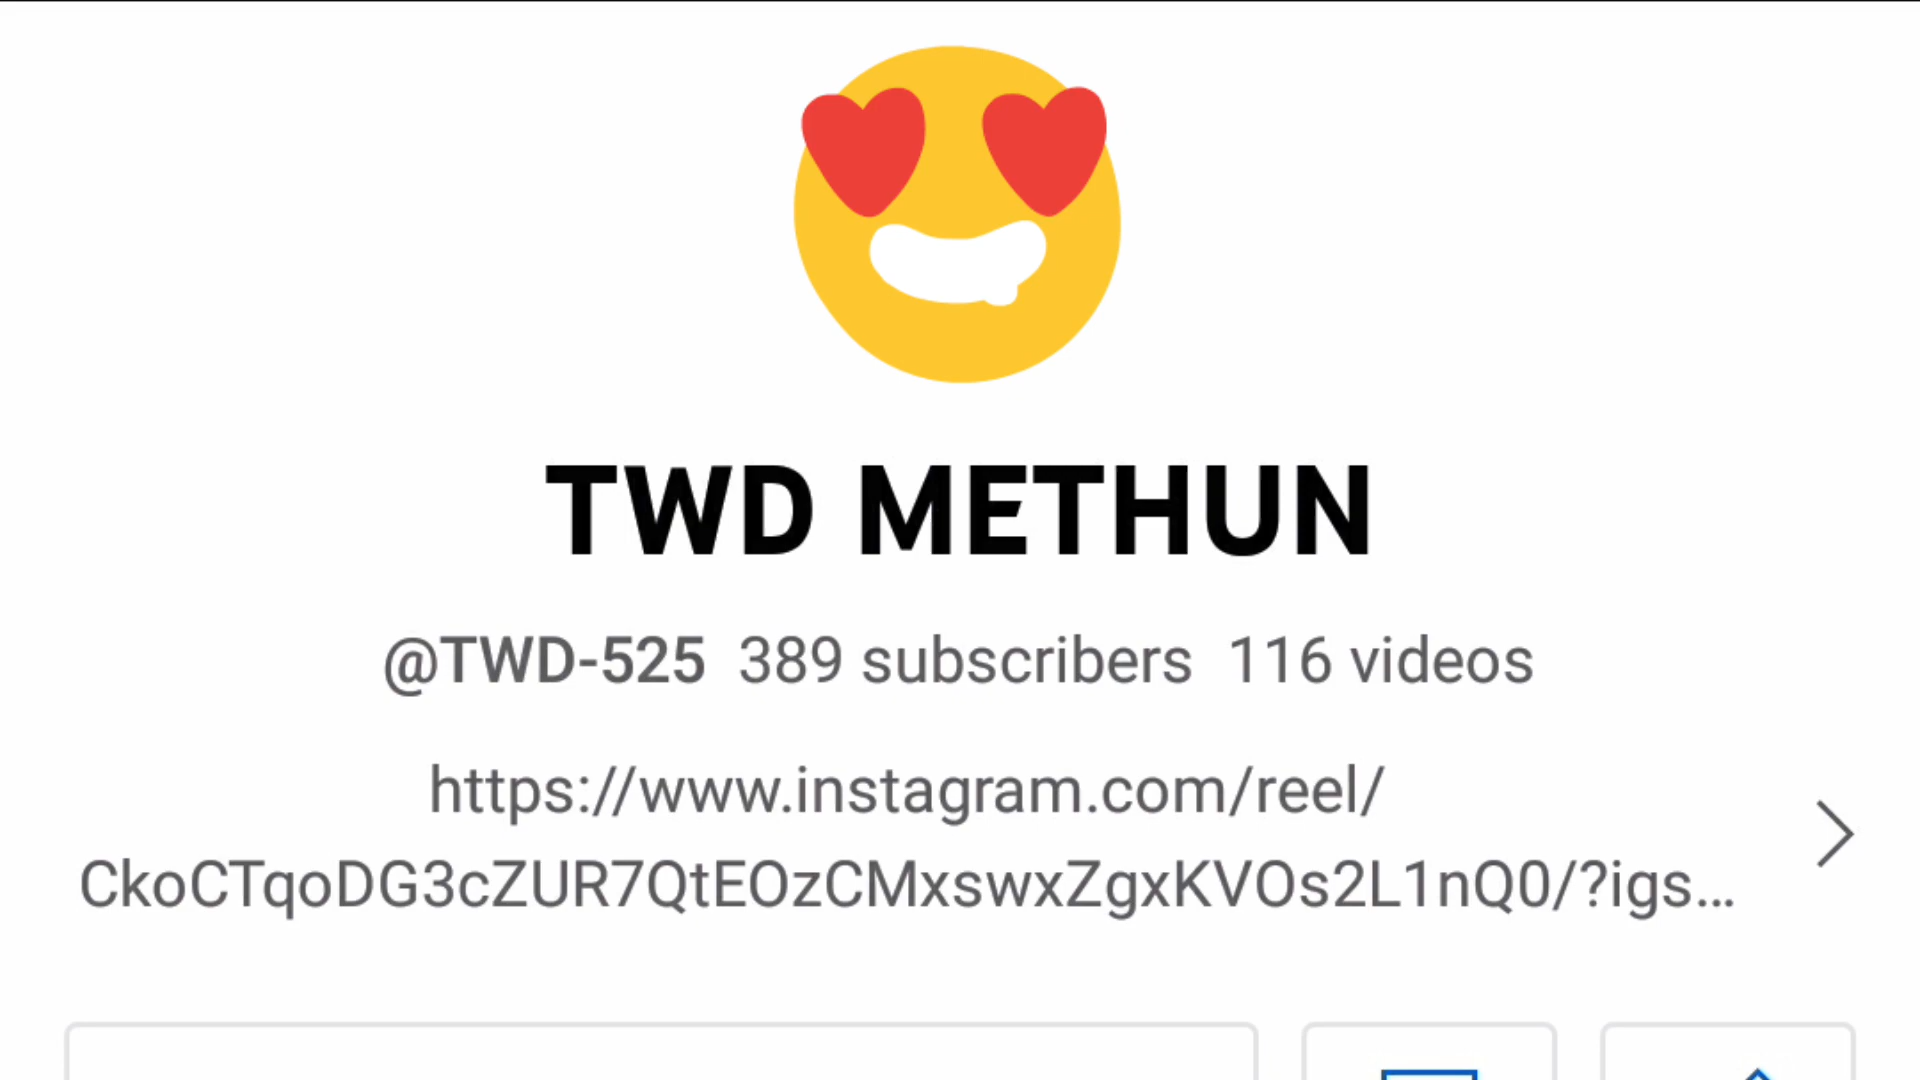 TWD METHUN
@TWD-525 389 subscribers 116 videos
https://www.instagram.com/reel/
CkoCTqoDG3cZUR7QtEOzCMxswxZgxKVOs2L1nQ0/?igs...